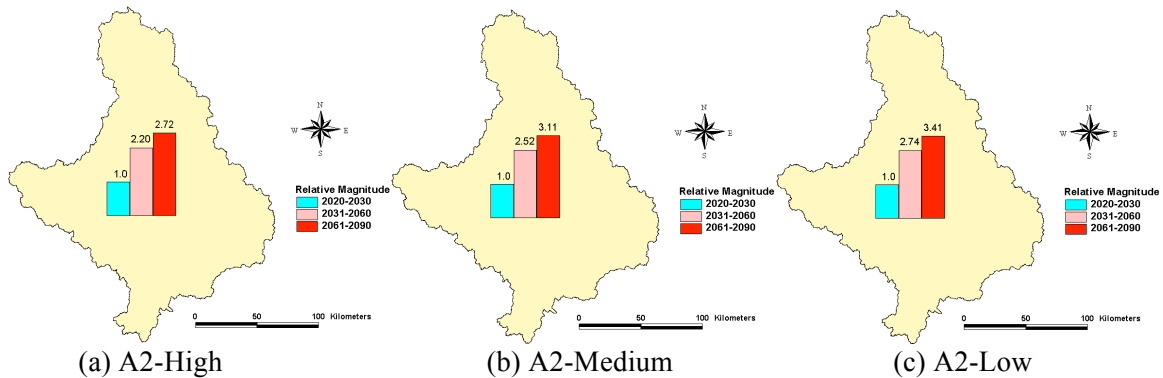 N
W E
S
2.72
2.20
1.0
Relative Magnitude
2020-2030
2031-2060
2061-2090
0 50 100 Kilometers
(a) A2-High
N
W E
S
3.11
2.52
1.0
Relative Magnitude
2020-2030
2031-2060
2061-2090
0 50 100 Kilometers
(b) A2-Medium
N
W E
S
3.41
2.74
1.0
Relative Magnitude
2020-2030
2031-2060
2061-2090
0 50 100 Kilometers
(c) A2-Low